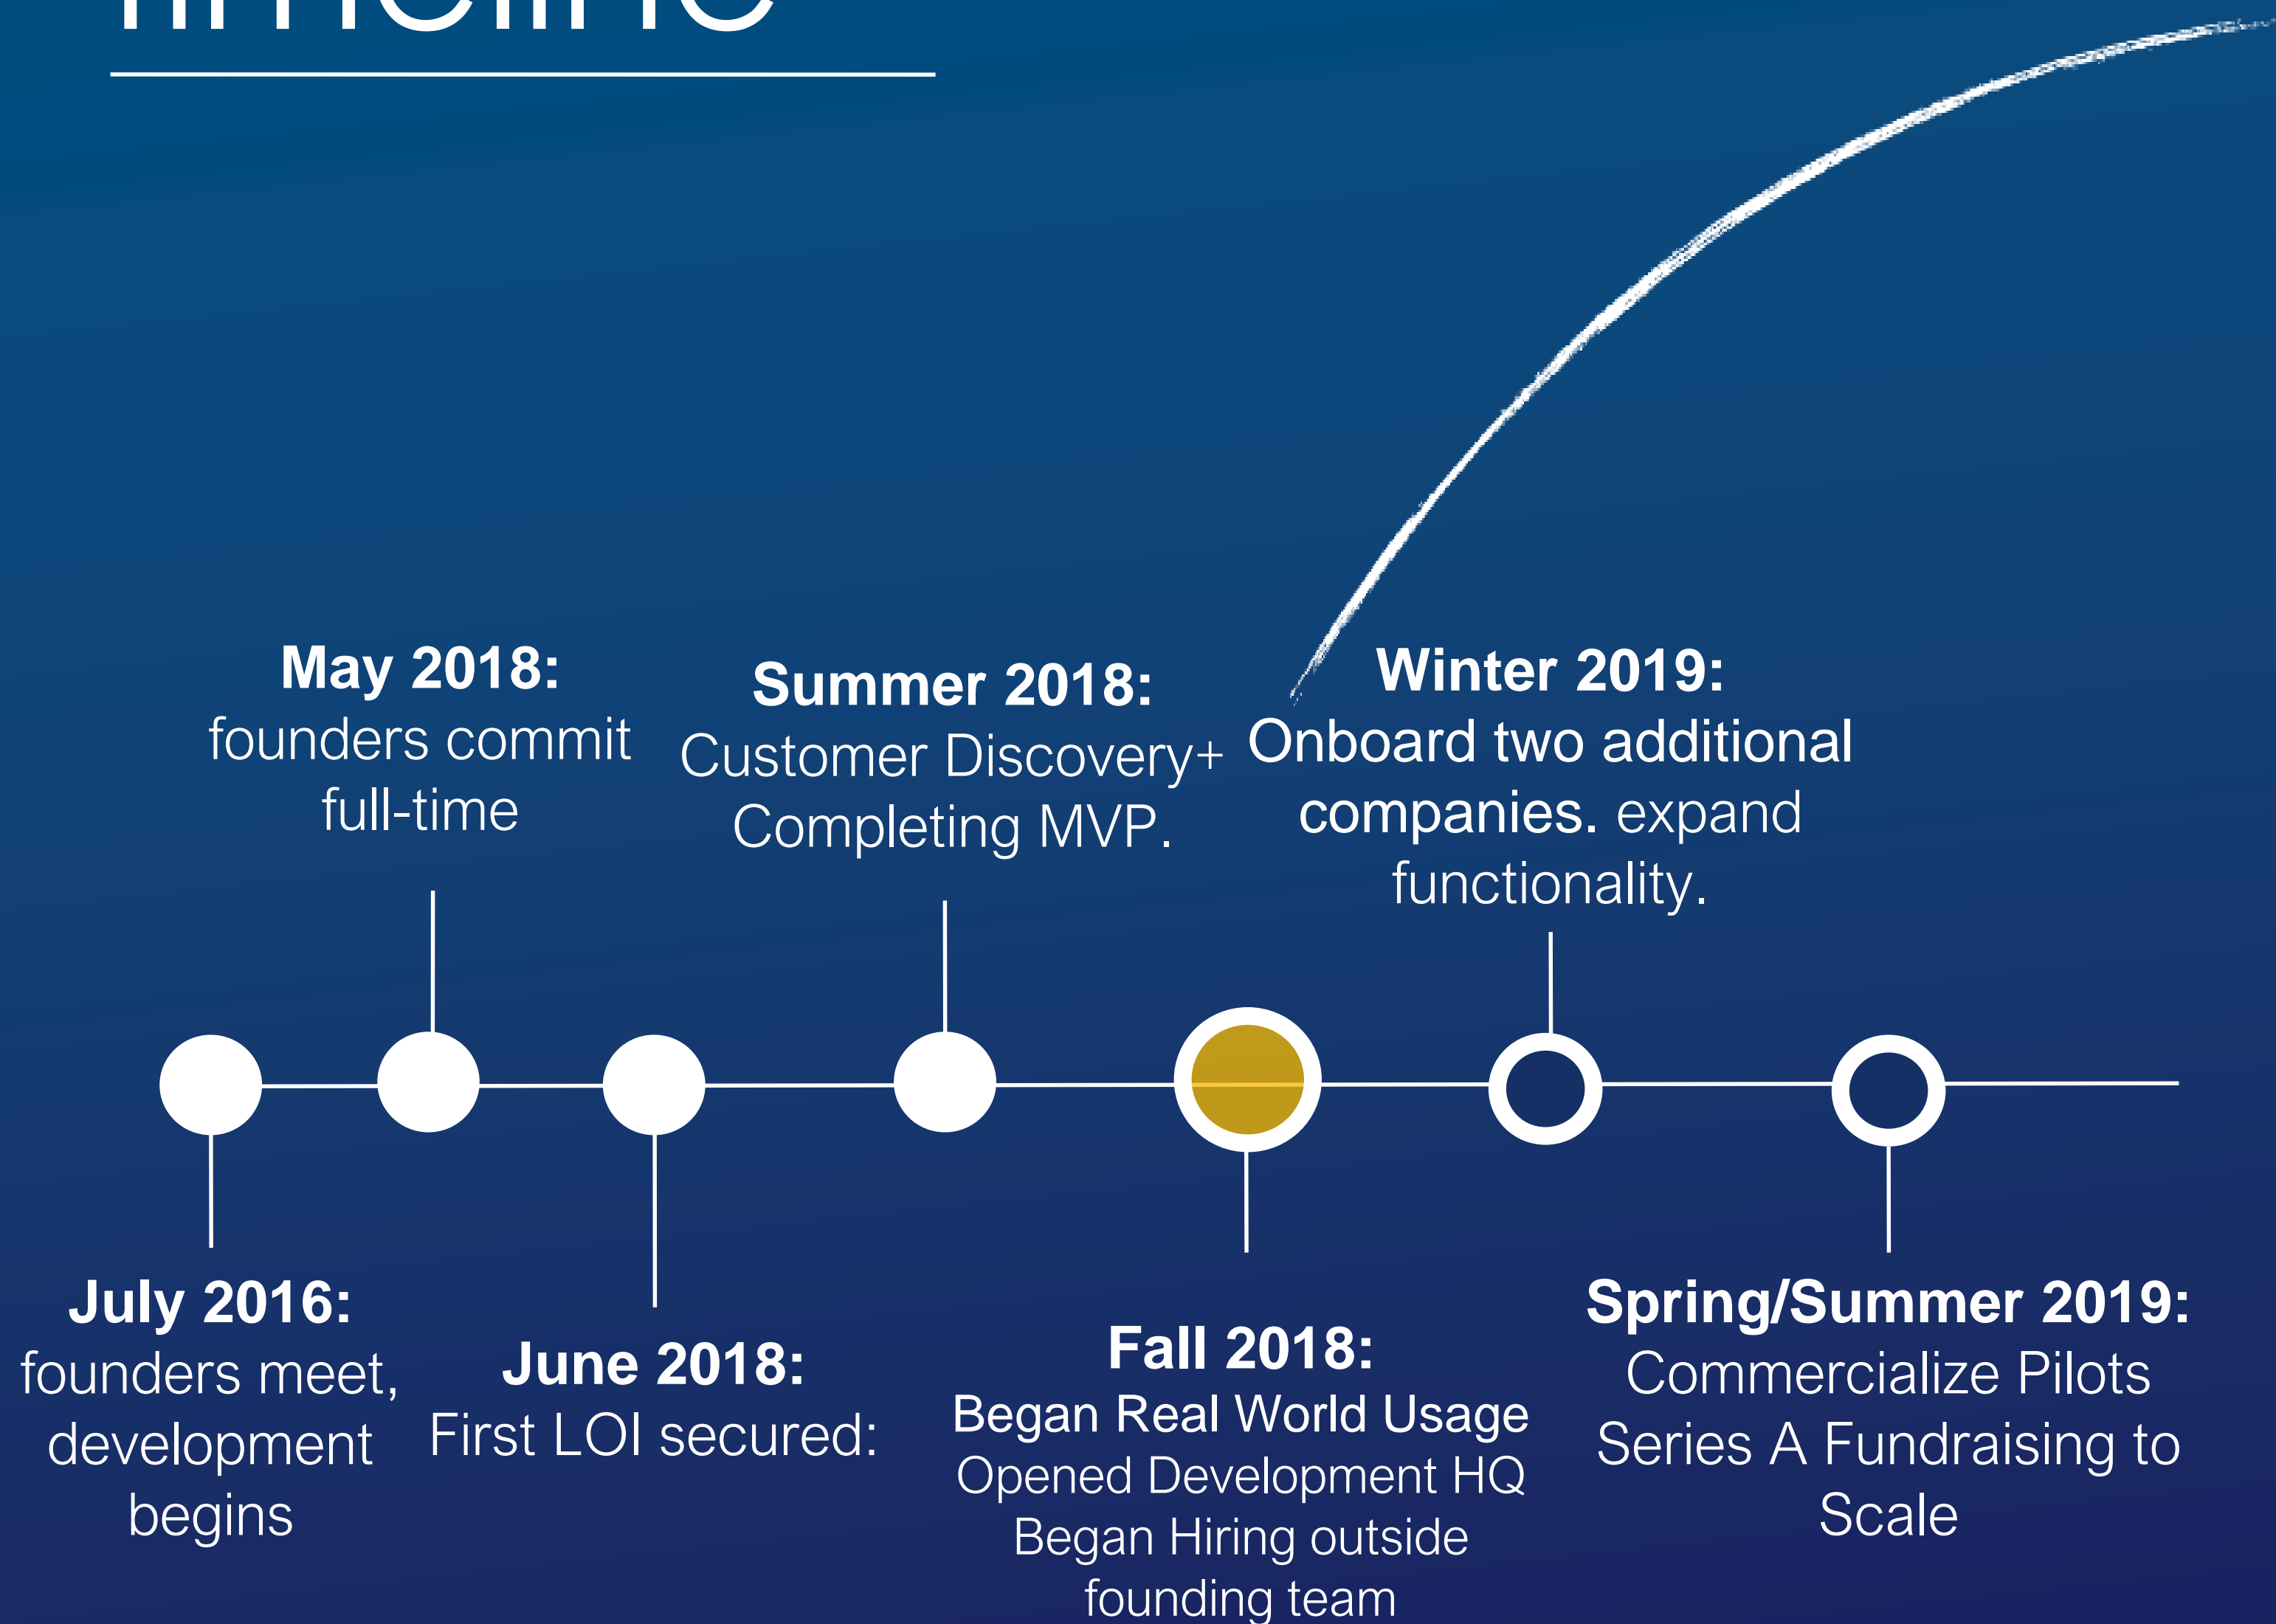 timeline
May 2018:
founders commit
full-time
Summer 2018:
Customer Discovery+
Completing MVP.
Winter 2019:
Onboard two additional
companies. expand
functionality.
July 2016:
founders meet,
development
begins
June 2018:
First LOI secured:
Fall 2018:
Began Real World Usage
Opened Development HQ
Began Hiring outside
founding team
Spring/Summer 2019:
Commercialize Pilots
Series A Fundraising to
Scale